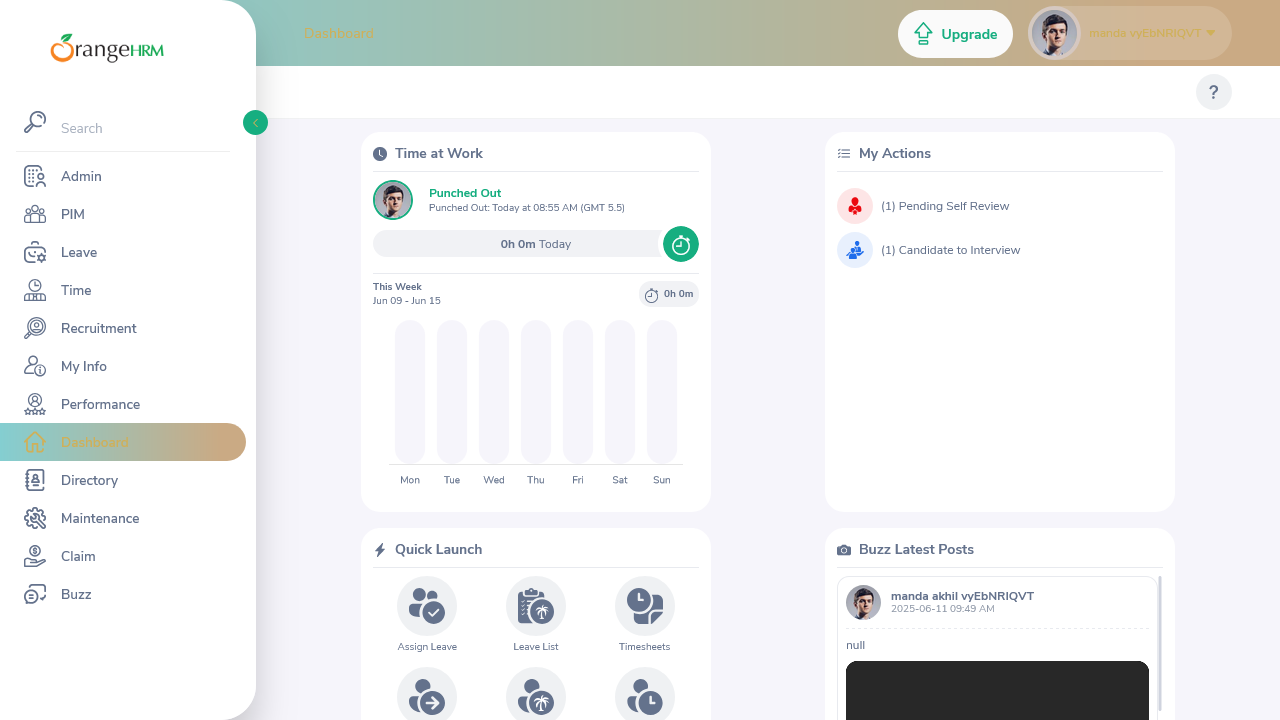 OrangeHRM
Search
Admin
PIM
Leave
Time
Recruitment
My Info
Performance
Dashboard
Directory
Maintenance
Claim
Buzz
Dashboard
Upgrade
manda vyEbNRIQVT
?
Time at Work
Punched Out
Punched Out: Today at 08:55 AM (GMT 5.5)
0h 0m Today
This Week
Jun 09 - Jun 15
0h 0m
Mon Tue Wed Thu Fri Sat Sun
My Actions
(1) Pending Self Review
(1) Candidate to Interview
Quick Launch
Assign Leave
Leave List
Timesheets
Buzz Latest Posts
manda akhil vyEbNRIQVT
2025-06-11 09:49 AM
null